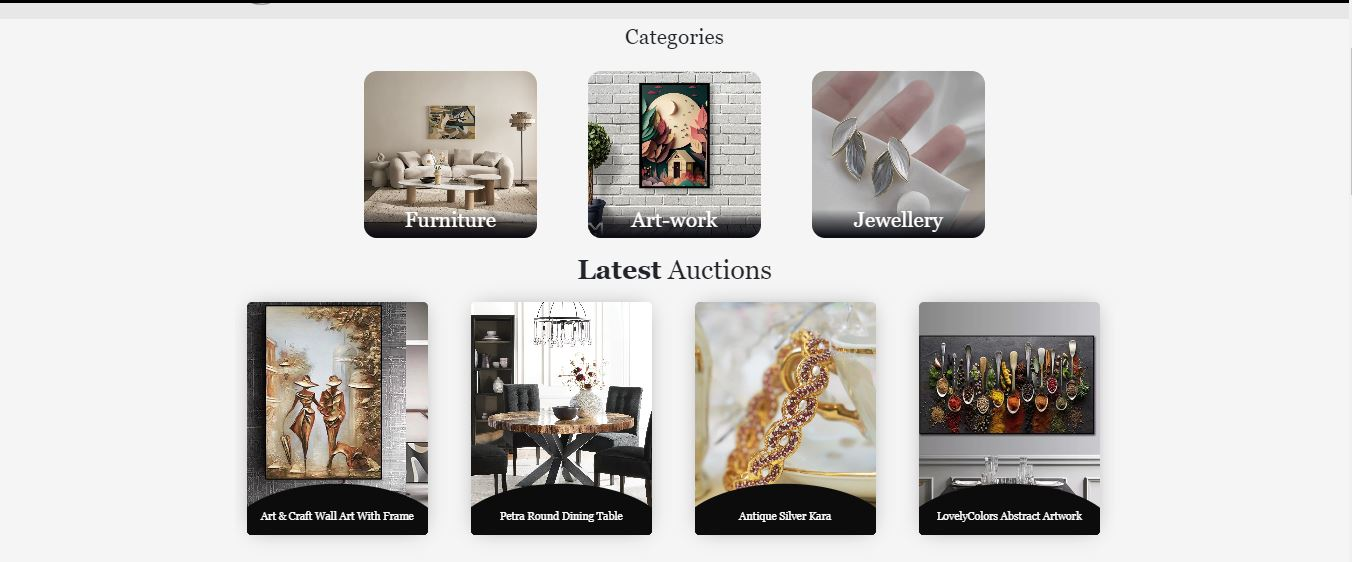 Categories
Furniture
Art-work
Jewellery
Latest Auctions
Art & Craft Wall Art With Frame
Petra Round Dining Table
Antique Silver Kara
LovelyColors Abstract Artwork